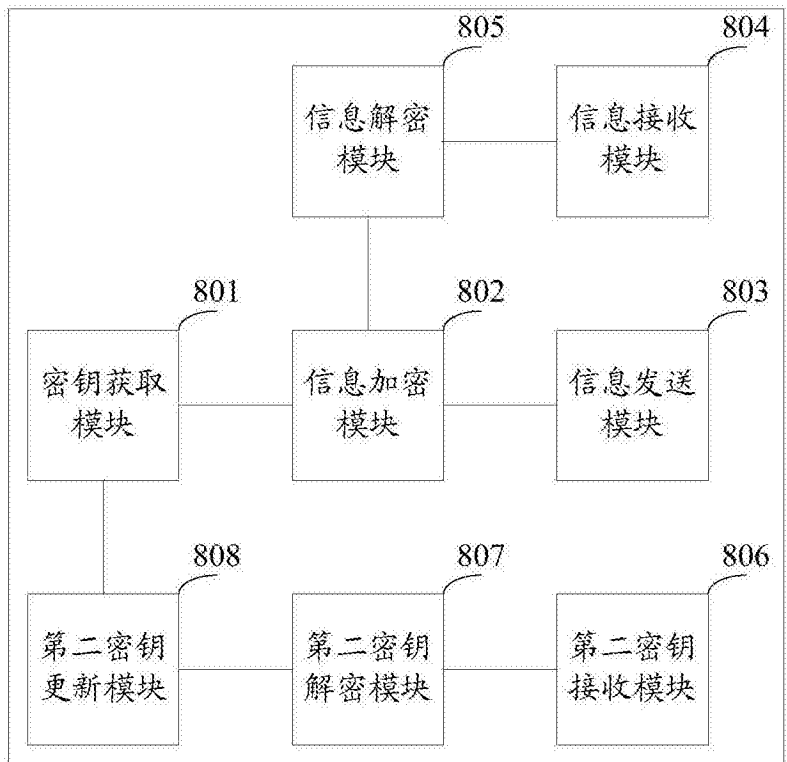 805
804
信息解密
模块
信息接收
模块
801
802
803
密钥获取
模块
信息加密
模块
信息发送
模块
808
807
806
第二密钥
更新模块
第二密钥
解密模块
第二密钥
接收模块